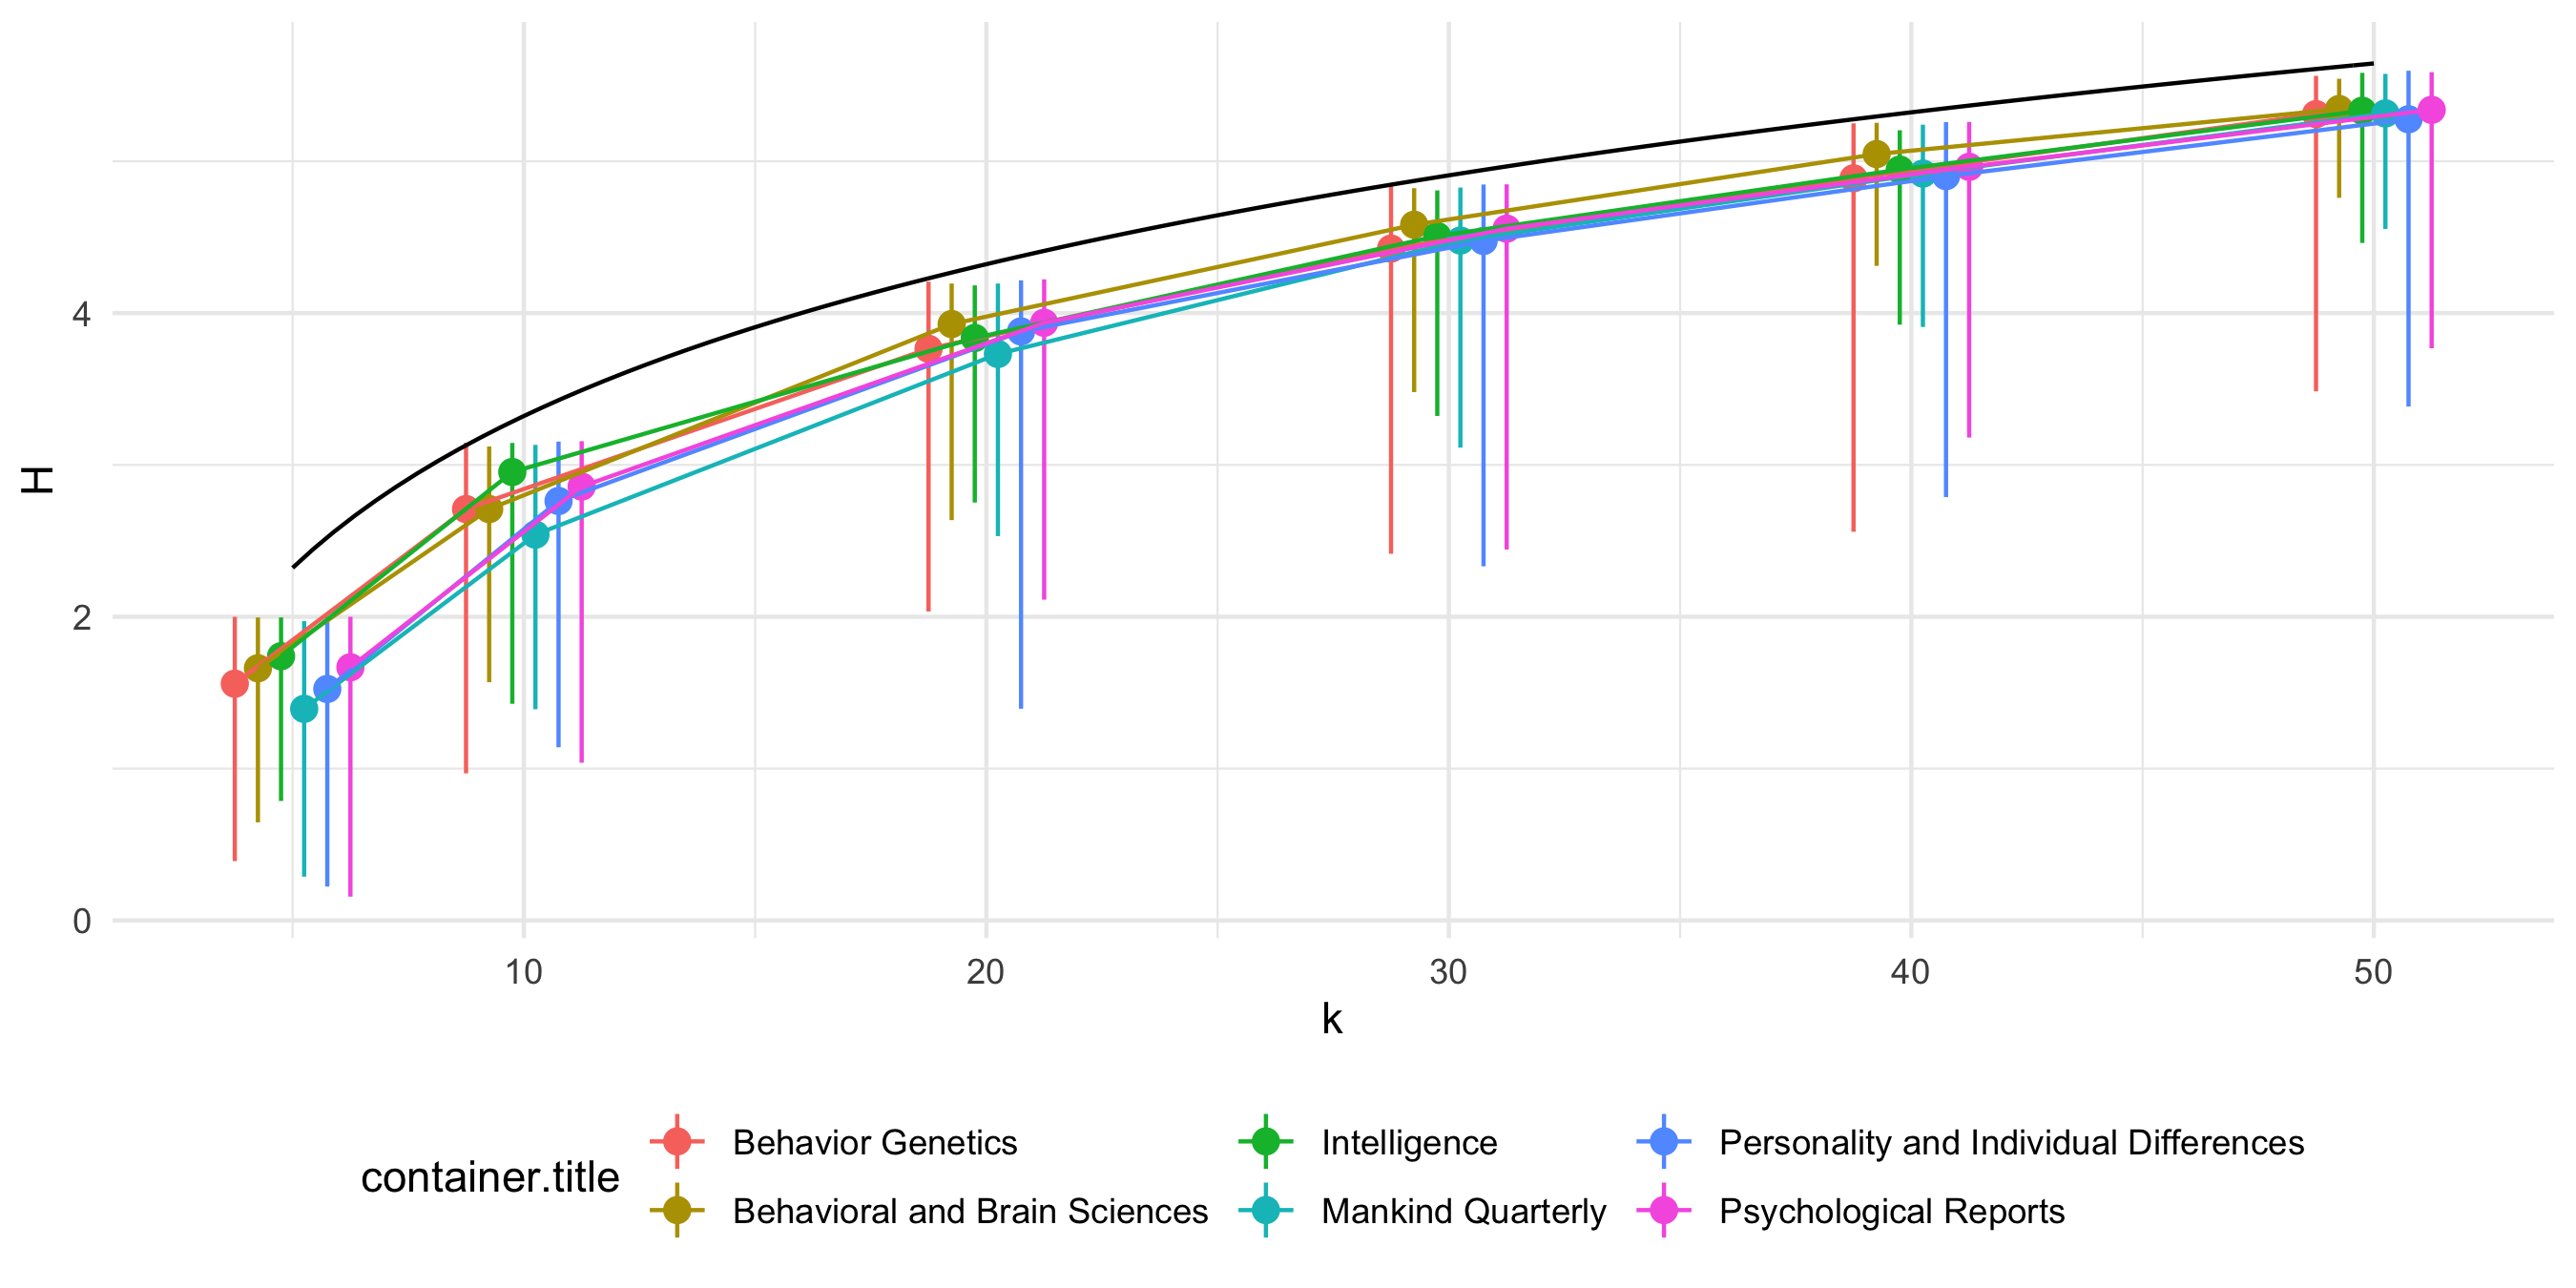 H
4
2
0
10 20 30 40 50
k
container.title
Behavior Genetics Intelligence Personality and Individual Differences
Behavioral and Brain Sciences Mankind Quarterly Psychological Reports